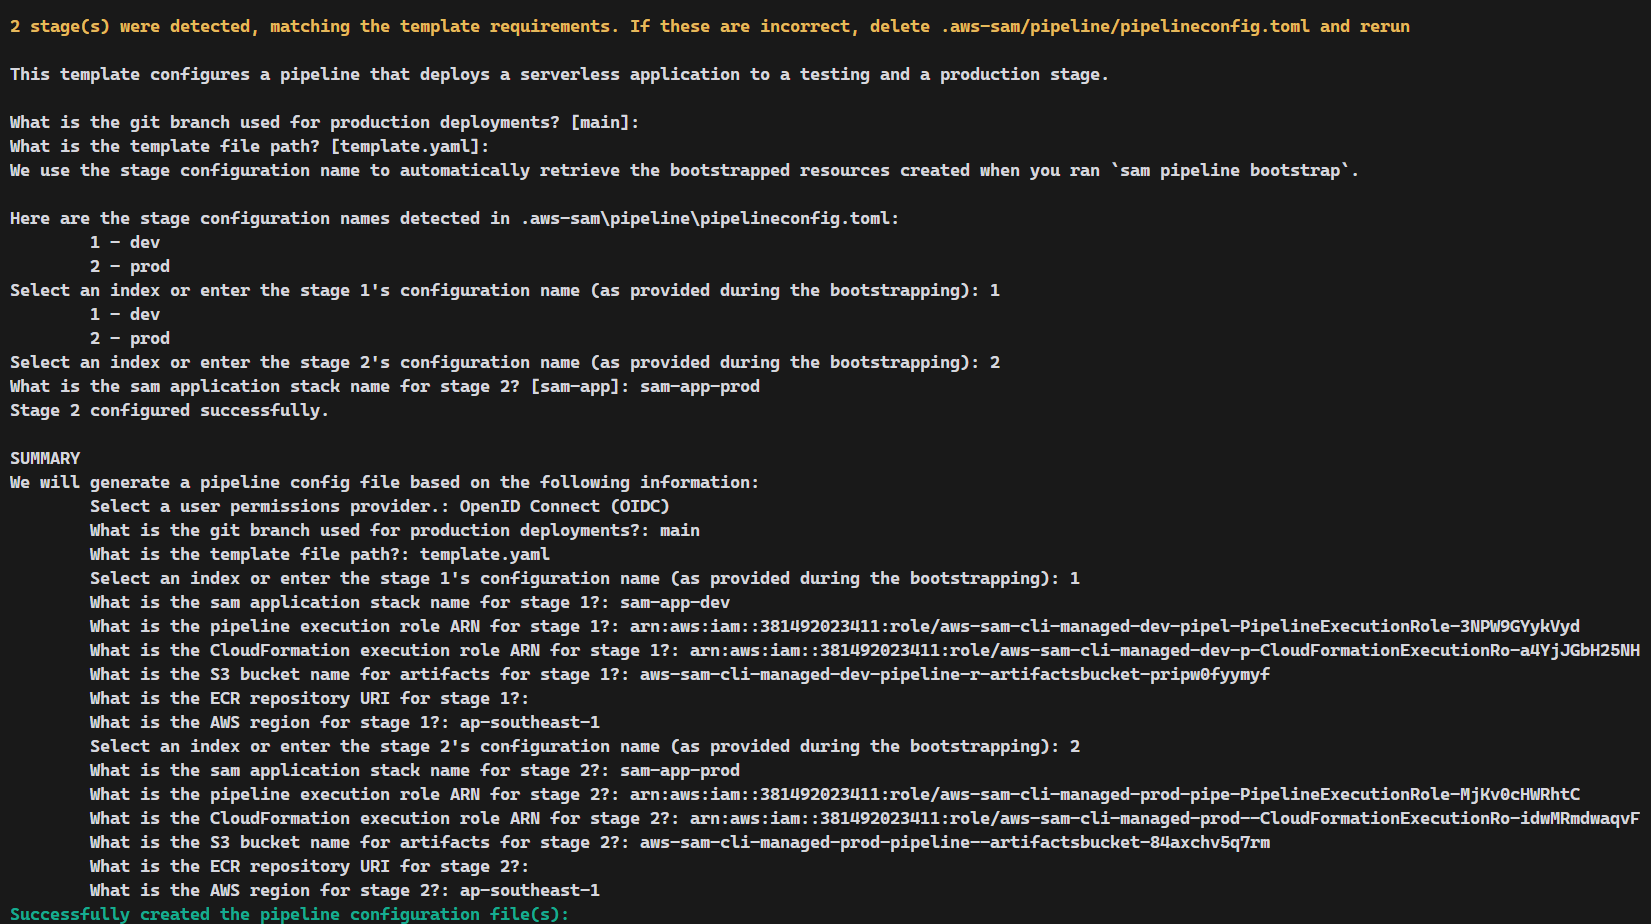 2 stage(s) were detected, matching the template requirements. If these are incorrect, delete .aws-sam/pipeline/pipelineconfig.toml and rerun
This template configures a pipeline that deploys a serverless application to a testing and a production stage.
What is the git branch used for production deployments? [main]:
What is the template file path? [template.yaml]:
We use the stage configuration name to automatically retrieve the bootstrapped resources created when you ran `sam pipeline bootstrap`.
Here are the stage configuration names detected in .aws-sam\pipeline\pipelineconfig.toml:
1 - dev
2 - prod
Select an index or enter the stage 1's configuration name (as provided during the bootstrapping): 1
1 - dev
2 - prod
Select an index or enter the stage 2's configuration name (as provided during the bootstrapping): 2
What is the sam application stack name for stage 2? [sam-app]: sam-app-prod
Stage 2 configured successfully.
SUMMARY
We will generate a pipeline config file based on the following information:
Select a user permissions provider.: OpenID Connect (OIDC)
What is the git branch used for production deployments?: main
What is the template file path?: template.yaml
Select an index or enter the stage 1's configuration name (as provided during the bootstrapping): 1
What is the sam application stack name for stage 1?: sam-app-dev
What is the pipeline execution role ARN for stage 1?: arn:aws:iam::381492023411:role/aws-sam-cli-managed-dev-pipel-PipelineExecutionRole-3NPW9GYykVyd
What is the CloudFormation execution role ARN for stage 1?: arn:aws:iam::381492023411:role/aws-sam-cli-managed-dev-p-CloudFormationExecutionRo-a4YjJGbH25NH
What is the S3 bucket name for artifacts for stage 1?: aws-sam-cli-managed-dev-pipeline-r-artifactsbucket-pripw0fyymyf
What is the ECR repository URI for stage 1?:
What is the AWS region for stage 1?: ap-southeast-1
Select an index or enter the stage 2's configuration name (as provided during the bootstrapping): 2
What is the sam application stack name for stage 2?: sam-app-prod
What is the pipeline execution role ARN for stage 2?: arn:aws:iam::381492023411:role/aws-sam-cli-managed-prod-pipe-PipelineExecutionRole-MjKv0cHWRhtC
What is the CloudFormation execution role ARN for stage 2?: arn:aws:iam::381492023411:role/aws-sam-cli-managed-prod--CloudFormationExecutionRo-idwMRmdwaqvF
What is the S3 bucket name for artifacts for stage 2?: aws-sam-cli-managed-prod-pipeline--artifactsbucket-84axchv5q7rm
What is the ECR repository URI for stage 2?:
What is the AWS region for stage 2?: ap-southeast-1
Successfully created the pipeline configuration file(s):